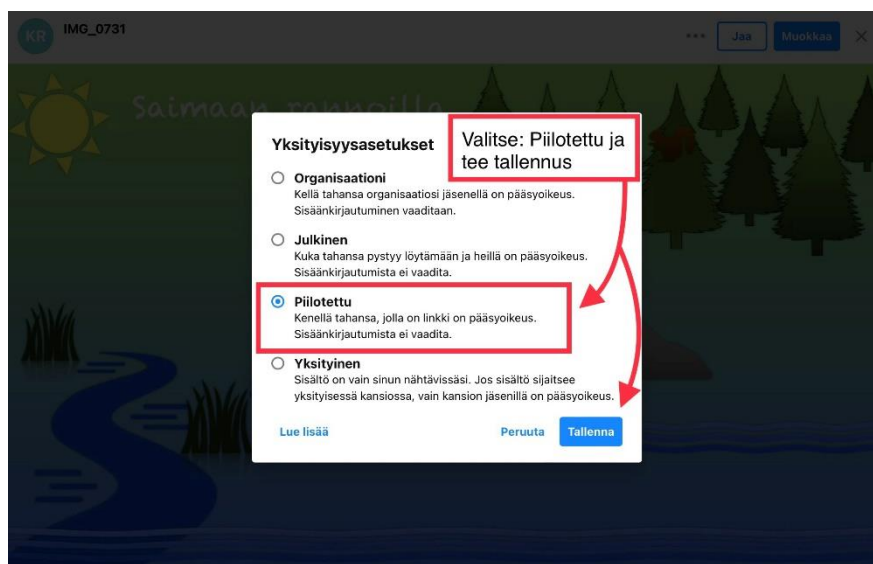 KR
IMG_0731
Jaa
Muokkaa
Saimaan rannoilla
Yksityisyysasetukset
Valitse: Piilotettu ja
tee tallennus
Organisaationi
Kellä tahansa organisaatiosi jäsenellä on pääsyoikeus.
Sisäänkirjautuminen vaaditaan.
Julkinen
Kuka tahansa pystyy löytämään ja heillä on pääsyoikeus.
Sisäänkirjautumista ei vaadita.
Piilotettu
Kenellä tahansa, jolla on linkki on pääsyoikeus.
Sisäänkirjautumista ei vaadita.
Yksityinen
Sisältö on vain sinun nähtävissäsi. Jos sisältö sijaitsee
yksityisessä kansiossa, vain kansion jäsenillä on pääsyoikeus.
Lue lisää
Peruuta
Tallenna